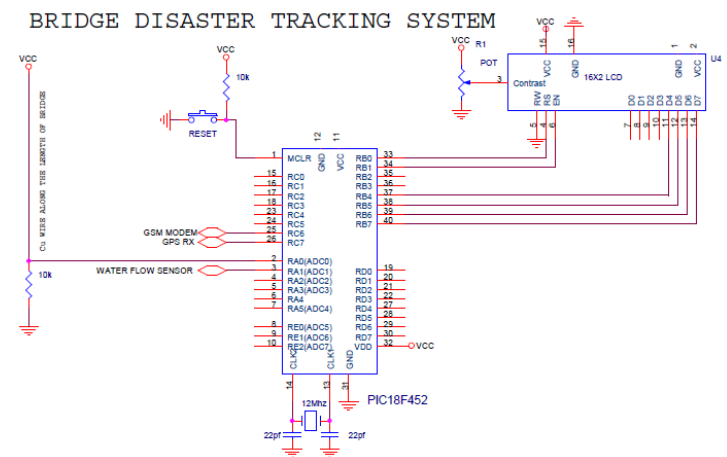 BRIDGE DISASTER TRACKING SYSTEM
VCC
Cu WIRE ALONG THE LENGTH OF BRIDGE
10k
VCC
10k
RESET
VCC
R1
POT
VCC
15
16
1
2
U4
3
Contrast
VCC
GND
16X2 LCD
GND
VCC
RW
RS
EN
D0
D1
D2
D3
D4
D5
D6
D7
5
4
6
7
8
9
10
11
12
13
14
12
11
GND
VCC
1 MCLR
15 RC0
16 RC1
17 RC2
18 RC3
23 RC4
24 RC5
GSM MODEM 25 RC6
GPS RX 26 RC7
2 RA0(ADC0)
WATER FLOW SENSOR 3 RA1(ADC1)
4 RA2(ADC2)
5 RA3(ADC3)
6 RA4
7 RA5(ADC4)
8 RE0(ADC5)
9 RE1(ADC6)
10 RE2(ADC7)
RB0 33
RB1 34
RB2 35
RB3 36
RB4 37
RB5 38
RB6 39
RB7 40
RD0 19
RD1 20
RD2 21
RD3 22
RD4 27
RD5 28
RD6 29
RD7 30
VDD 32 VCC
CLK2
CLK1
GND
14
13
31
PIC18F452
12Mhz
22pf
22pf